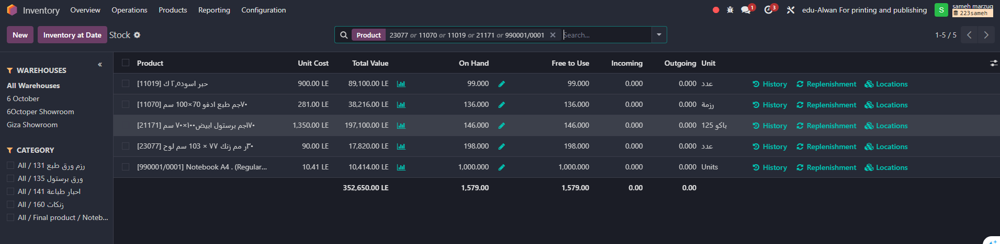 Inventory Overview Operations Products Reporting Configuration 1 3 edu-Alwan For printing and publishing S sameh marzuq
223sameh
New Inventory at Date Stock Product 23077 or 11070 or 11019 or 21171 or 990001/0001 Search... 1-5 / 5
WAREHOUSES
All Warehouses
6 October
6Octoper Showroom
Giza Showroom
CATEGORY
All / 131 رزم ورق طبع
All / 135 ورق برستول
All / 141 احبار طباعة
All / 160 زنكات
All / Final product / Noteb...
Product Unit Cost Total Value On Hand Free to Use Incoming Outgoing Unit
[11019] حبر اسود٢,٥ ك 900.00 LE 89,100.00 LE 99.000 99.000 0.000 0.000 عدد History Replenishment Locations
[11070] ٧٠جم طبع ادفو 70×100 سم 281.00 LE 38,216.00 LE 136.000 136.000 0.000 0.000 رزمة History Replenishment Locations
[21171] ١٧٠جم برستول ابيض١٠٠×٧٠ سم 1,350.00 LE 197,100.00 LE 146.000 146.000 0.000 0.000 باكو 125 History Replenishment Locations
[23077] ٣٠ر مم زنك ٧٧ × 103 سم لوح 90.00 LE 17,820.00 LE 198.000 198.000 0.000 0.000 عدد History Replenishment Locations
[990001/0001] Notebook A4 . (Regular... 10.41 LE 10,414.00 LE 1,000.000 1,000.000 0.000 0.000 Units History Replenishment Locations
352,650.00 LE 1,579.00 1,579.00 0.00 0.00